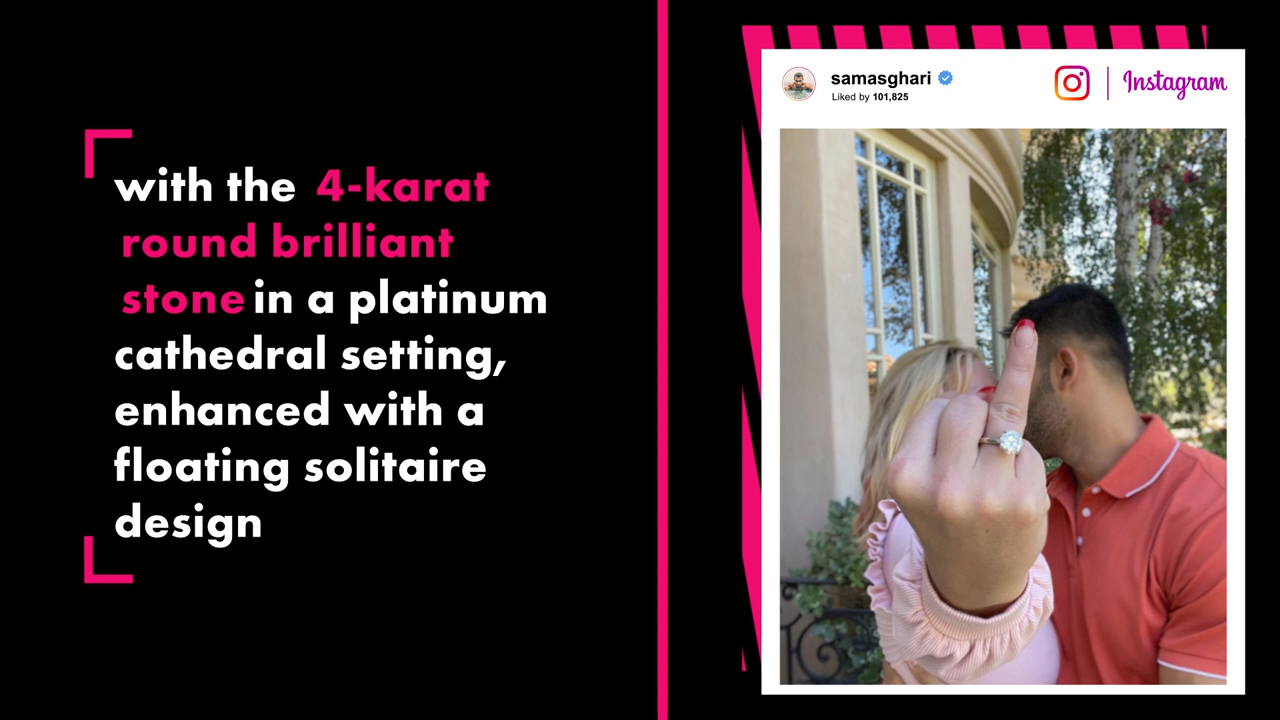 with the 4-karat
round brilliant
stone in a platinum
cathedral setting,
enhanced with a
floating solitaire
design
samasghari
Liked by 101,825
Instagram